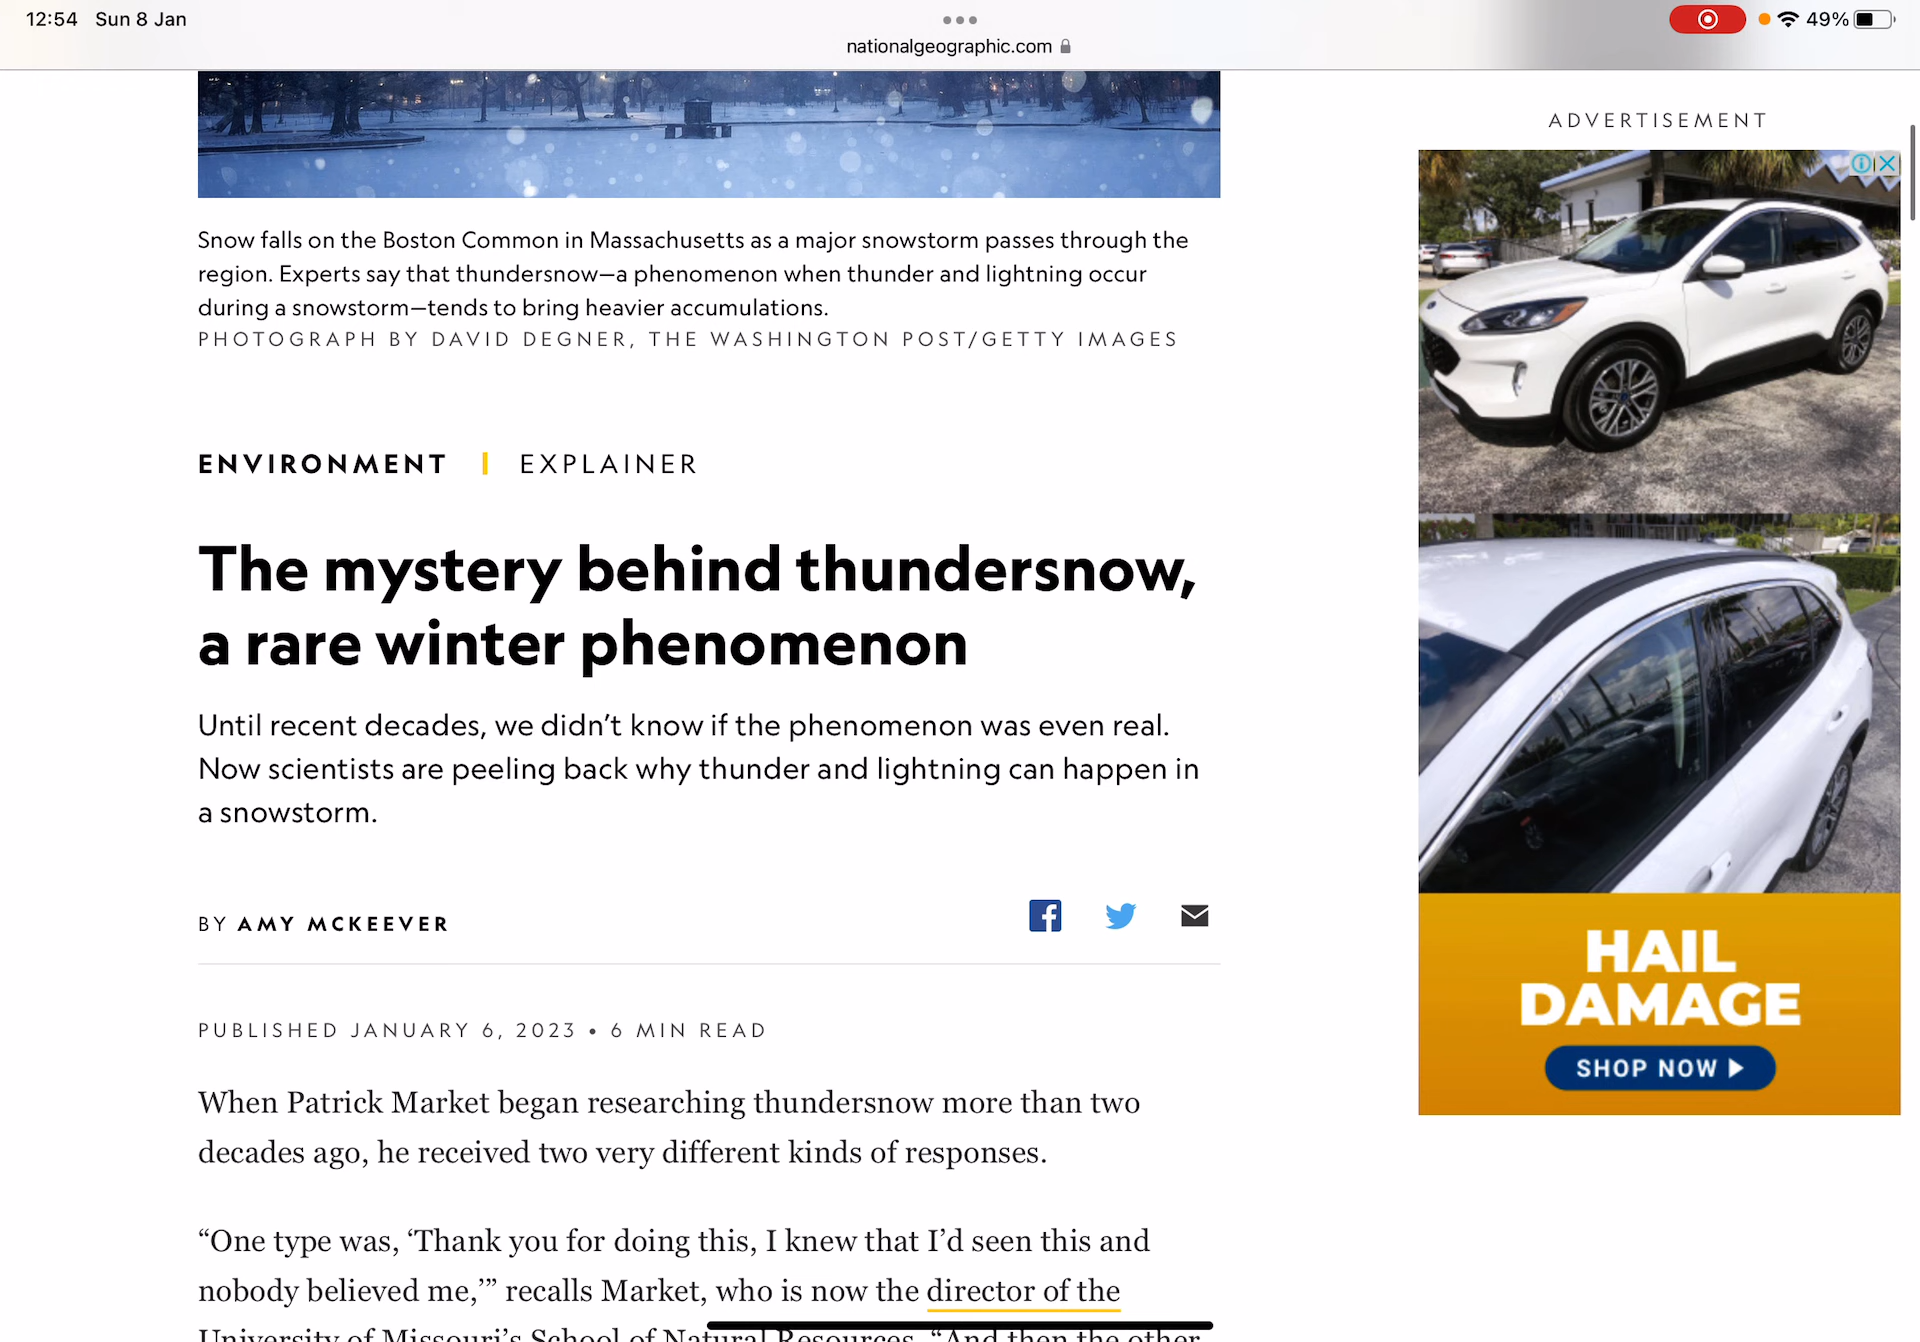 12:54 Sun 8 Jan
49%
nationalgeographic.com
Snow falls on the Boston Common in Massachusetts as a major snowstorm passes through the
region. Experts say that thundersnow—a phenomenon when thunder and lightning occur
during a snowstorm—tends to bring heavier accumulations.
PHOTOGRAPH BY DAVID DEGNER, THE WASHINGTON POST/GETTY IMAGES
ENVIRONMENT | EXPLAINER
The mystery behind thundersnow,
a rare winter phenomenon
Until recent decades, we didn’t know if the phenomenon was even real.
Now scientists are peeling back why thunder and lightning can happen in
a snowstorm.
BY AMY MCKEEVER
PUBLISHED JANUARY 6, 2023 • 6 MIN READ
When Patrick Market began researching thundersnow more than two
decades ago, he received two very different kinds of responses.
“One type was, ‘Thank you for doing this, I knew that I’d seen this and
nobody believed me,’” recalls Market, who is now the director of the
University of Missouri’s School of Natural Resources. “And then the other
ADVERTISEMENT
HAIL
DAMAGE
SHOP NOW